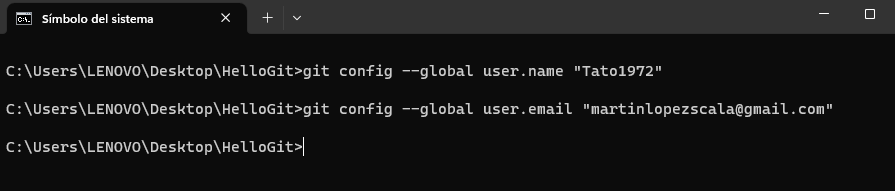 Símbolo del sistema
C:\Users\LENOVO\Desktop\HelloGit>git config --global user.name "Tato1972"
C:\Users\LENOVO\Desktop\HelloGit>git config --global user.email "martinlopezscala@gmail.com"
C:\Users\LENOVO\Desktop\HelloGit>